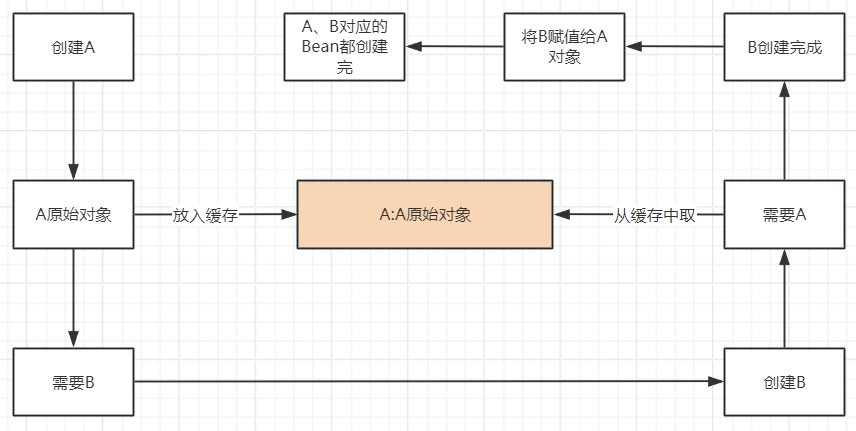 创建A
A、B对应的
Bean都创建
完
将B赋值给A
对象
B创建完成
A原始对象
放入缓存
A:A原始对象
从缓存中取
需要A
需要B
创建B